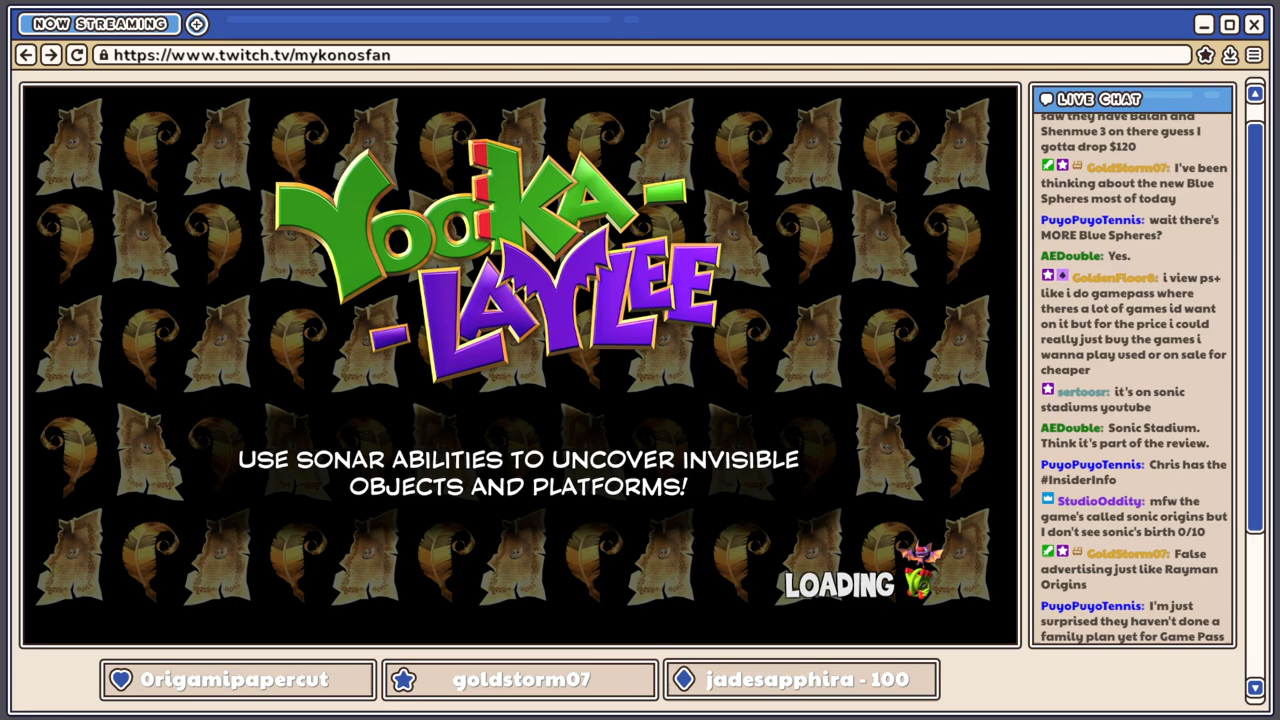 NOW STREAMING
https://www.twitch.tv/mykonosfan
YOOKA-
-LAYLEE
USE SONAR ABILITIES TO UNCOVER INVISIBLE
OBJECTS AND PLATFORMS!
LOADING
LIVE CHAT
saw they have Balan and
Shenmue 3 on there guess I
gotta drop $120
GoldStorm07: I've been
thinking about the new Blue
Spheres most of today
PuyoPuyoTennis: wait there's
MORE Blue Spheres?
AEDouble: Yes.
GoldenFloor8: i view ps+
like i do gamepass where
theres a lot of games id want
on it but for the price i could
really just buy the games i
wanna play used or on sale for
cheaper
sertoosr: it's on sonic
stadiums youtube
AEDouble: Sonic Stadium.
Think it's part of the review.
PuyoPuyoTennis: Chris has the
#InsiderInfo
StudioOddity: mfw the
game's called sonic origins but
I don't see sonic's birth 0/10
GoldStorm07: False
advertising just like Rayman
Origins
PuyoPuyoTennis: I'm just
surprised they haven't done a
family plan yet for Game Pass
0rigamipapercut
goldstorm07
jadesapphira - 100